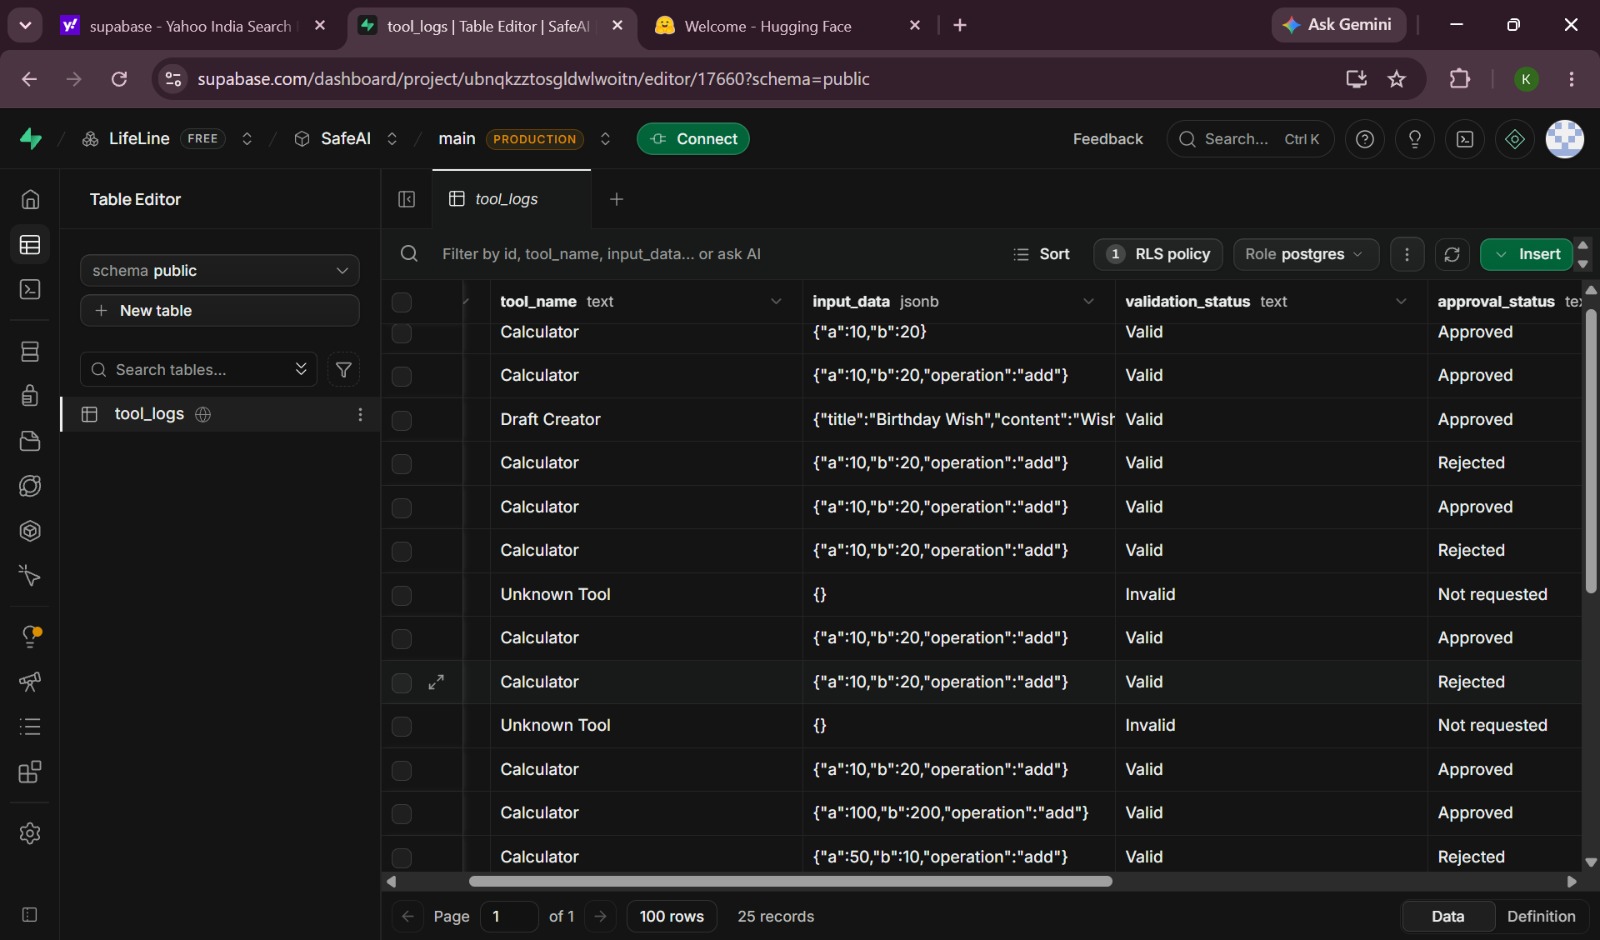 supabase - Yahoo India Search
tool_logs | Table Editor | SafeAI
Welcome - Hugging Face
Ask Gemini
supabase.com/dashboard/project/ubnqkzztosgldwlwoitn/editor/17660?schema=public
K
LifeLine FREE
SafeAI
main PRODUCTION
Connect
Feedback
Search... Ctrl K
Table Editor
tool_logs
schema public
New table
Search tables...
tool_logs
Filter by id, tool_name, input_data... or ask AI
Sort
1 RLS policy
Role postgres
Insert
tool_name text input_data jsonb validation_status text approval_status
Calculator {"a":10,"b":20} Valid Approved
Calculator {"a":10,"b":20,"operation":"add"} Valid Approved
Draft Creator {"title":"Birthday Wish","content":"Wish Valid Approved
Calculator {"a":10,"b":20,"operation":"add"} Valid Rejected
Calculator {"a":10,"b":20,"operation":"add"} Valid Approved
Calculator {"a":10,"b":20,"operation":"add"} Valid Rejected
Unknown Tool {} Invalid Not requested
Calculator {"a":10,"b":20,"operation":"add"} Valid Approved
Calculator {"a":10,"b":20,"operation":"add"} Valid Rejected
Unknown Tool {} Invalid Not requested
Calculator {"a":10,"b":20,"operation":"add"} Valid Approved
Calculator {"a":100,"b":200,"operation":"add"} Valid Approved
Calculator {"a":50,"b":10,"operation":"add"} Valid Rejected
Page 1 of 1 100 rows 25 records
Data Definition